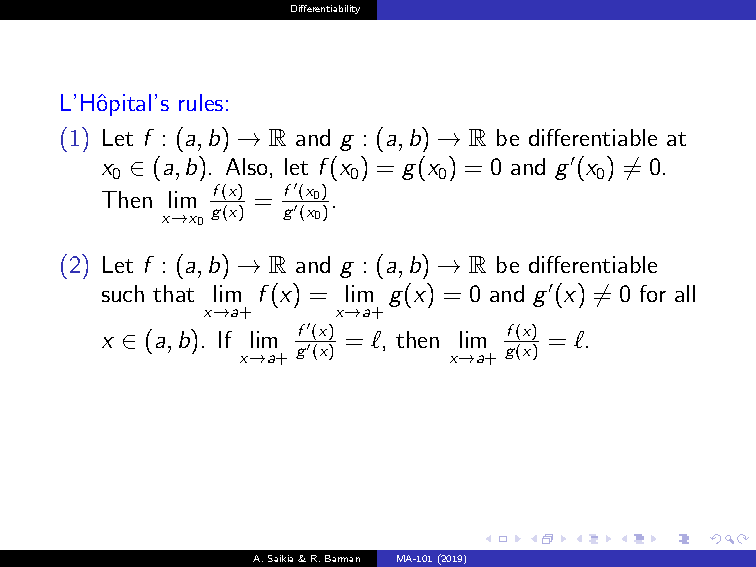 Differentiability
L'Hôpital's rules:
(1) Let f : (a, b) → ℝ and g : (a, b) → ℝ be differentiable at
x₀ ∈ (a, b). Also, let f(x₀) = g(x₀) = 0 and g′(x₀) ≠ 0.
Then lim_{x→x₀} f(x)/g(x) = f′(x₀)/g′(x₀).
(2) Let f : (a, b) → ℝ and g : (a, b) → ℝ be differentiable
such that lim_{x→a+} f(x) = lim_{x→a+} g(x) = 0 and g′(x) ≠ 0 for all
x ∈ (a, b). If lim_{x→a+} f′(x)/g′(x) = ℓ, then lim_{x→a+} f(x)/g(x) = ℓ.
A. Saikia & R. Barman MA-101 (2019)